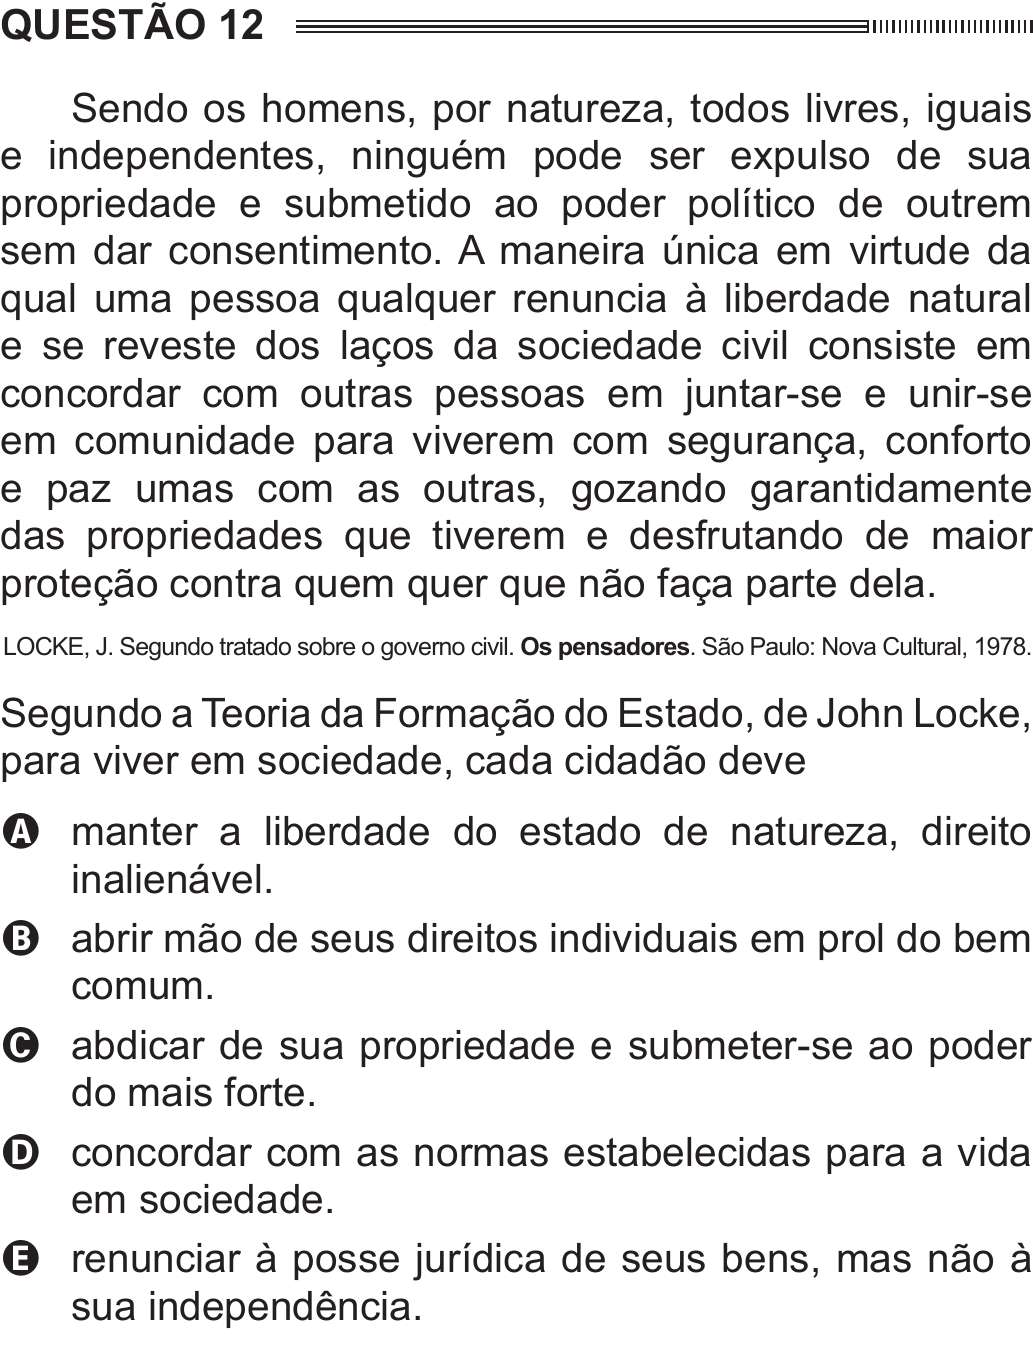 QUESTÃO 12
Sendo os homens, por natureza, todos livres, iguais
e independentes, ninguém pode ser expulso de sua
propriedade e submetido ao poder político de outrem
sem dar consentimento. A maneira única em virtude da
qual uma pessoa qualquer renuncia à liberdade natural
e se reveste dos laços da sociedade civil consiste em
concordar com outras pessoas em juntar-se e unir-se
em comunidade para viverem com segurança, conforto
e paz umas com as outras, gozando garantidamente
das propriedades que tiverem e desfrutando de maior
proteção contra quem quer que não faça parte dela.
LOCKE, J. Segundo tratado sobre o governo civil. Os pensadores. São Paulo: Nova Cultural, 1978.
Segundo a Teoria da Formação do Estado, de John Locke,
para viver em sociedade, cada cidadão deve
A manter a liberdade do estado de natureza, direito
inalienável.
B abrir mão de seus direitos individuais em prol do bem
comum.
C abdicar de sua propriedade e submeter-se ao poder
do mais forte.
D concordar com as normas estabelecidas para a vida
em sociedade.
E renunciar à posse jurídica de seus bens, mas não à
sua independência.